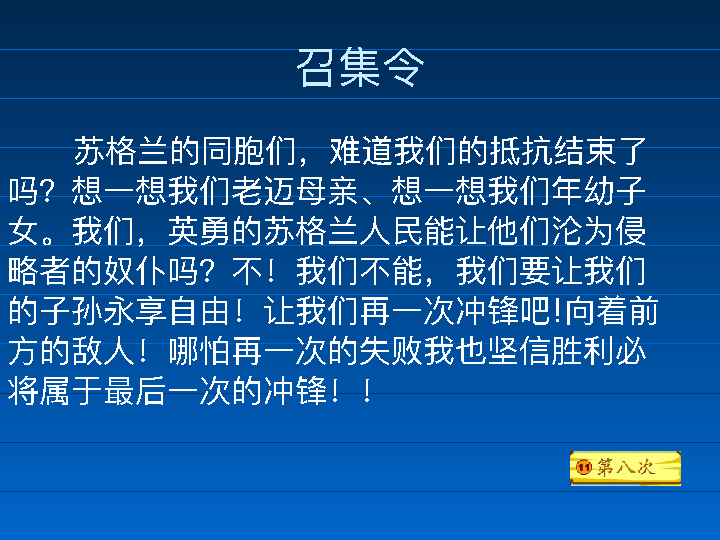 召集令
苏格兰的同胞们，难道我们的抵抗结束了
吗？想一想我们老迈母亲、想一想我们年幼子
女。我们，英勇的苏格兰人民能让他们沦为侵
略者的奴仆吗？不！我们不能，我们要让我们
的子孙永享自由！让我们再一次冲锋吧!向着前
方的敌人！哪怕再一次的失败我也坚信胜利必
将属于最后一次的冲锋！！
11 第八次